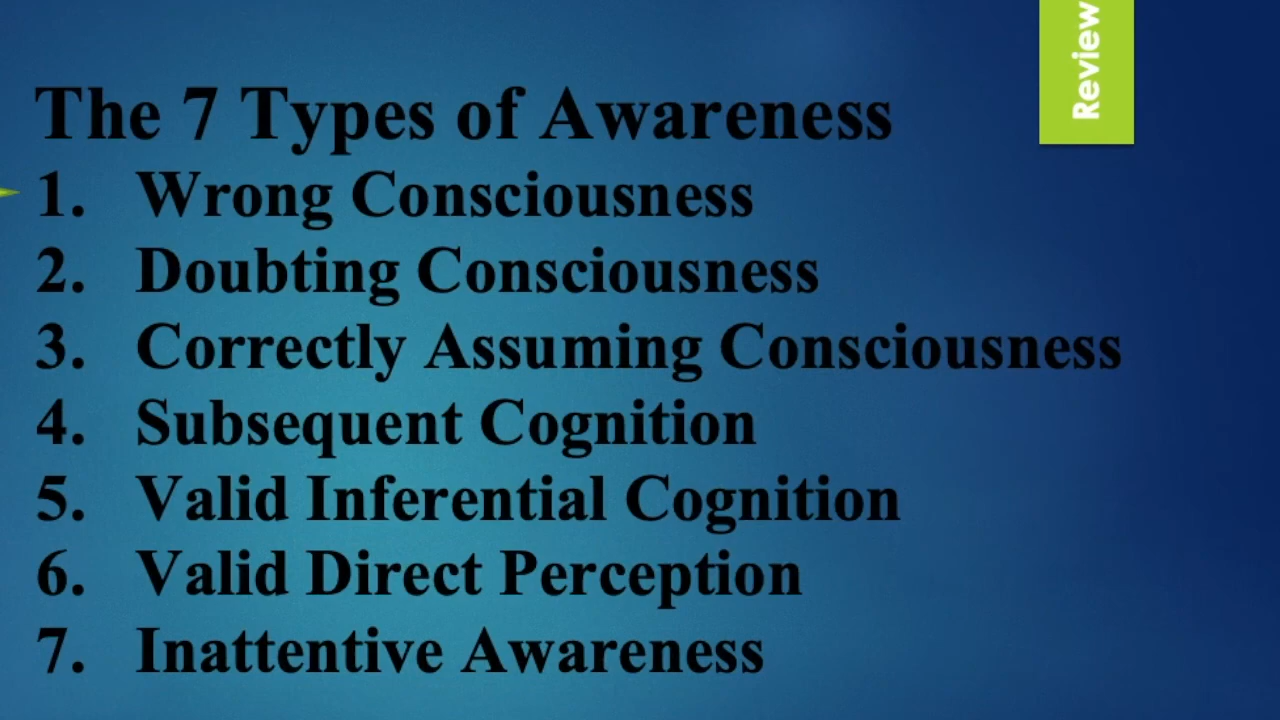 Review
The 7 Types of Awareness
1. Wrong Consciousness
2. Doubting Consciousness
3. Correctly Assuming Consciousness
4. Subsequent Cognition
5. Valid Inferential Cognition
6. Valid Direct Perception
7. Inattentive Awareness